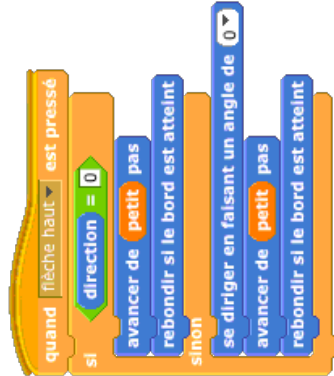 quand flèche haut est pressé
si direction = 0
avancer de petit pas
rebondir si le bord est atteint
sinon
se diriger en faisant un angle de 0
avancer de petit pas
rebondir si le bord est atteint